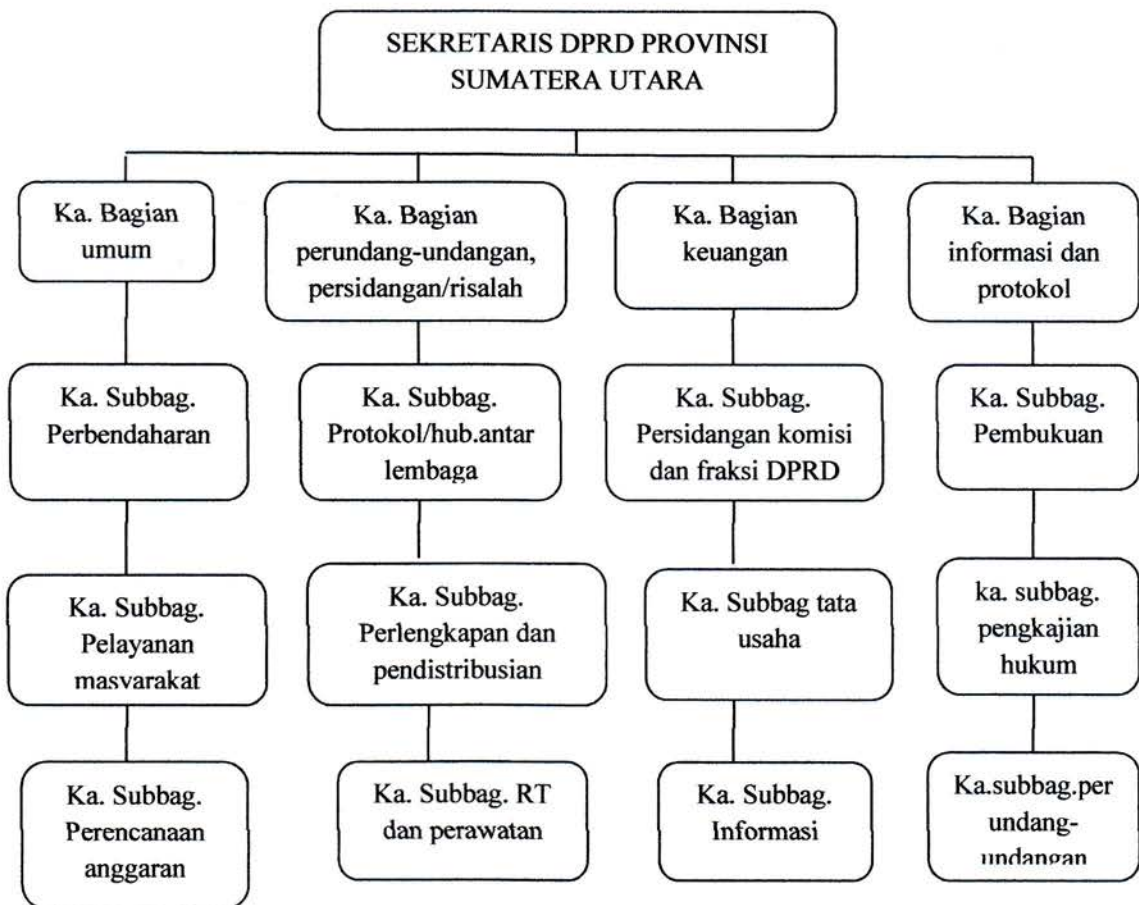 SEKRETARIS DPRD PROVINSI
SUMATERA UTARA
Ka. Bagian
umum
Ka. Bagian
perundang-undangan,
persidangan/risalah
Ka. Bagian
keuangan
Ka. Bagian
informasi dan
protokol
Ka. Subbag.
Perbendaharan
Ka. Subbag.
Protokol/hub.antar
lembaga
Ka. Subbag.
Persidangan komisi
dan fraksi DPRD
Ka. Subbag.
Pembukuan
Ka. Subbag.
Pelayanan
masyarakat
Ka. Subbag.
Perlengkapan dan
pendistribusian
Ka. Subbag tata
usaha
ka. subbag.
pengkajian
hukum
Ka. Subbag.
Perencanaan
anggaran
Ka. Subbag. RT
dan perawatan
Ka. Subbag.
Informasi
Ka.subbag.per
undang-
undangan